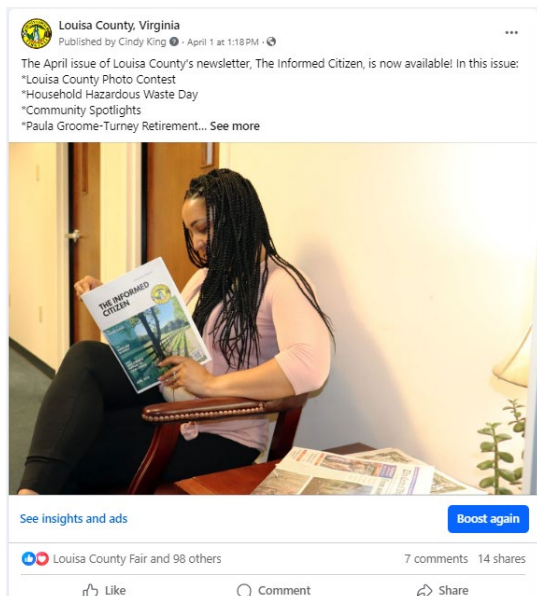 Louisa County, Virginia
Published by Cindy King · April 1 at 1:18 PM ·
The April issue of Louisa County's newsletter, The Informed Citizen, is now available! In this issue:
*Louisa County Photo Contest
*Household Hazardous Waste Day
*Community Spotlights
*Paula Groome-Turney Retirement... See more
THE INFORMED
CITIZEN
See insights and ads
Boost again
Louisa County Fair and 98 others
7 comments 14 shares
Like
Comment
Share